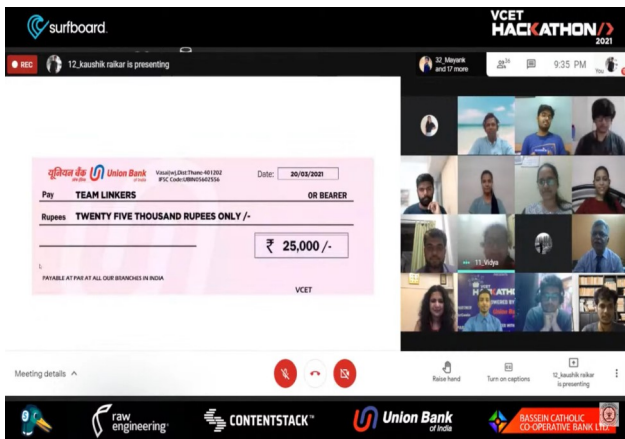 surfboard.
VCET
HACKATHON/>
2021
REC
12_kaushik raikar is presenting
32_Mayank
and 17 more
9:35 PM
You
यूनियन बैंक Union Bank
of India
Vasai(w),Dist:Thane-401202
IFSC Code:UBIN05602556
Date: 20/03/2021
Pay TEAM LINKERS OR BEARER
Rupees TWENTY FIVE THOUSAND RUPEES ONLY /-
₹ 25,000 /-
PAYABLE AT PAR AT ALL OUR BRANCHES IN INDIA
VCET
11_Vidya
Meeting details
Raise hand
Turn on captions
12_kaushik raikar
is presenting
raw
engineering
CONTENTSTACK™
Union Bank
of India
BASSEIN CATHOLIC
CO-OPERATIVE BANK LTD.